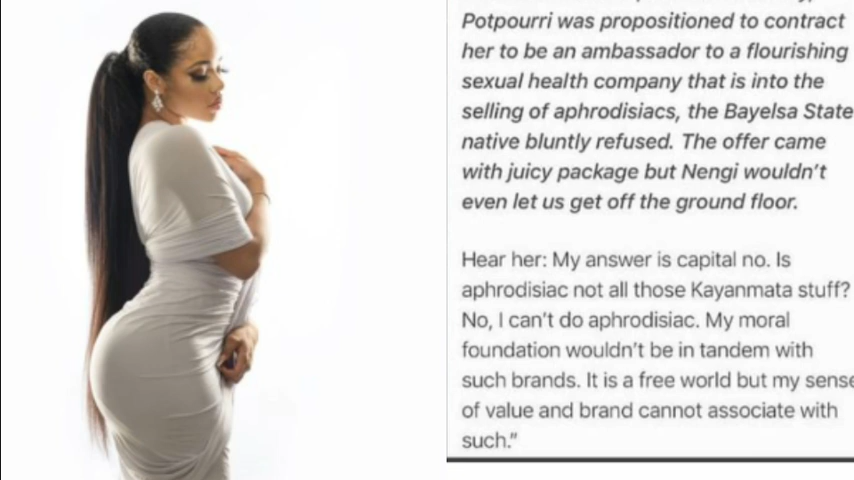 Potpourri was propositioned to contract
her to be an ambassador to a flourishing
sexual health company that is into the
selling of aphrodisiacs, the Bayelsa State
native bluntly refused. The offer came
with juicy package but Nengi wouldn't
even let us get off the ground floor.
Hear her: My answer is capital no. Is
aphrodisiac not all those Kayanmata stuff?
No, I can't do aphrodisiac. My moral
foundation wouldn't be in tandem with
such brands. It is a free world but my sense
of value and brand cannot associate with
such."